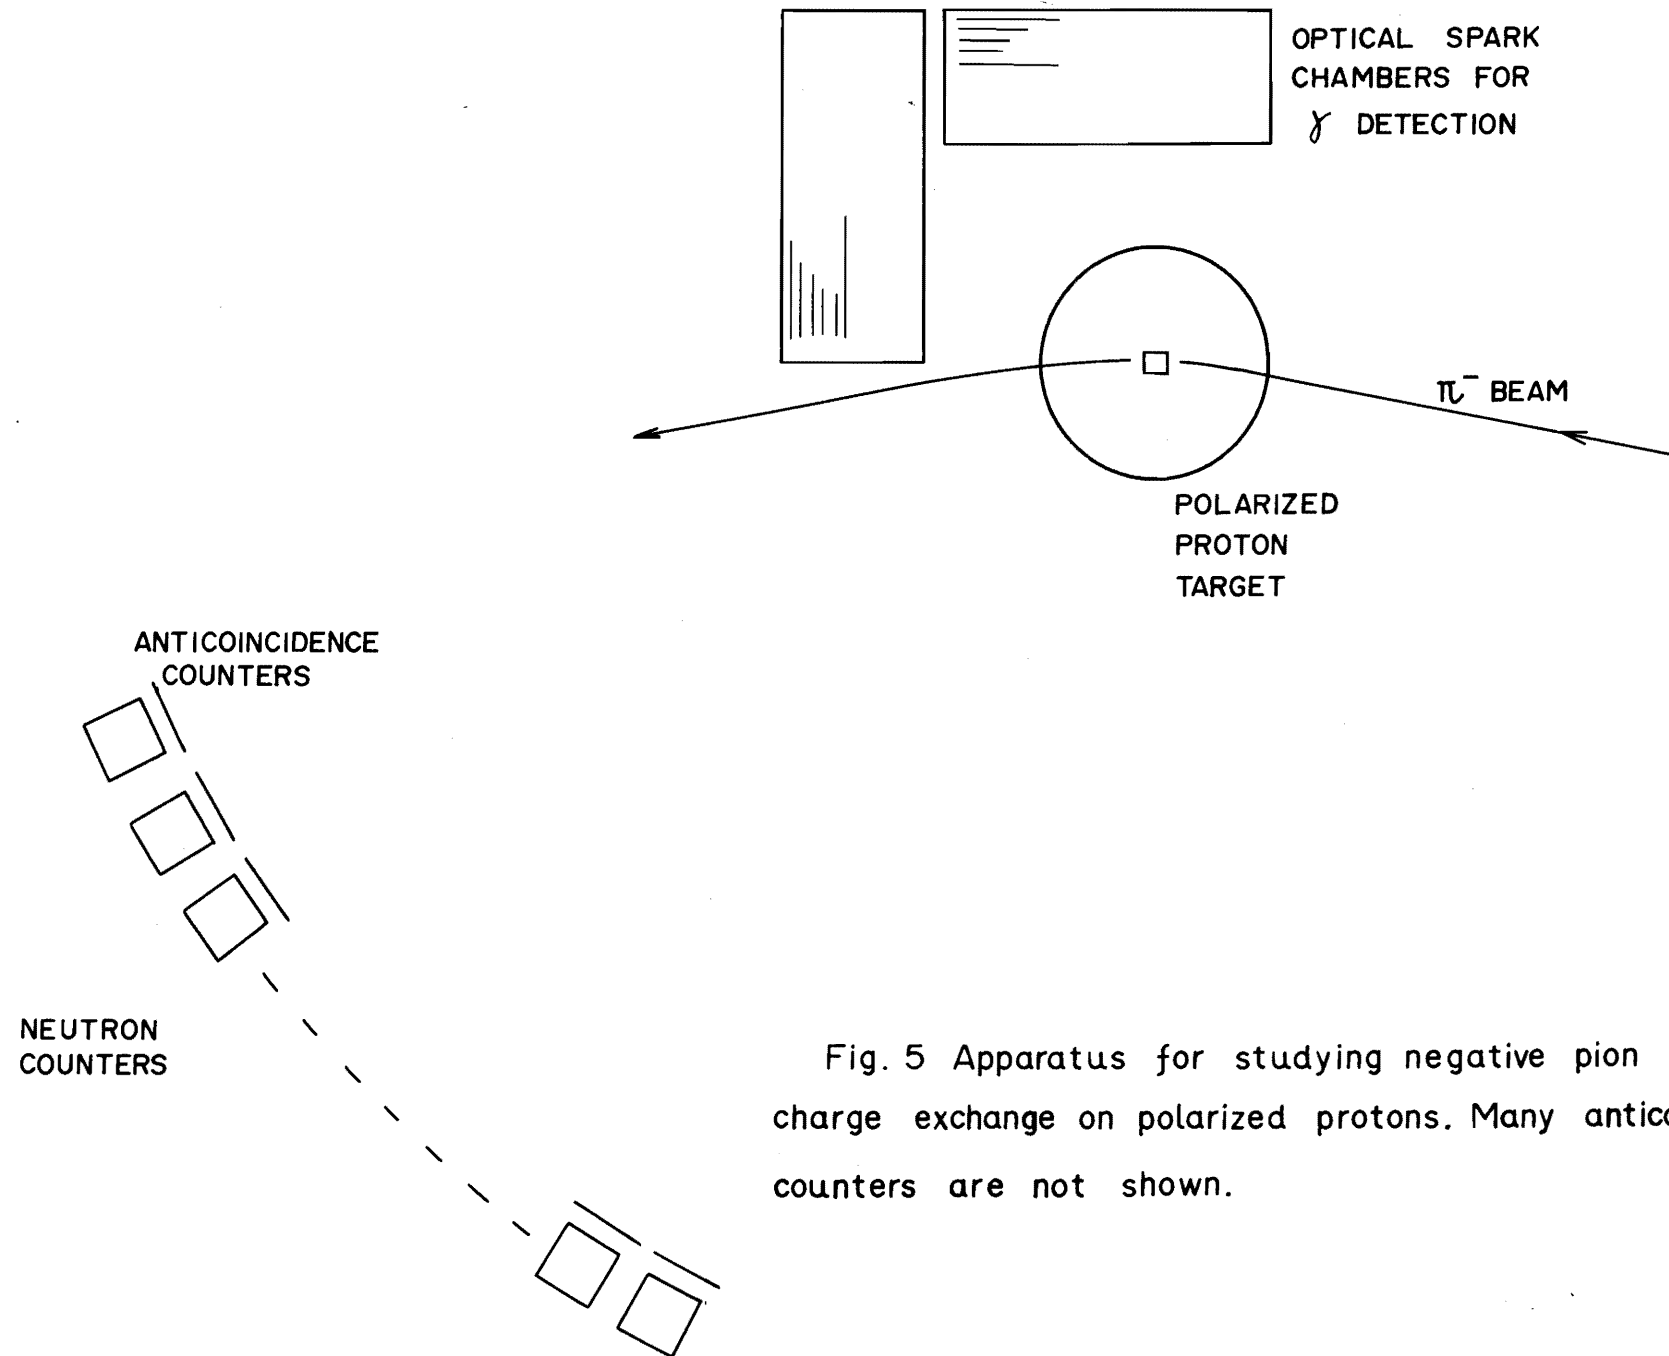 OPTICAL SPARK
CHAMBERS FOR
γ DETECTION
π⁻ BEAM
POLARIZED
PROTON
TARGET
ANTICOINCIDENCE
COUNTERS
NEUTRON
COUNTERS
Fig. 5 Apparatus for studying negative pion
charge exchange on polarized protons. Many
counters are not shown.